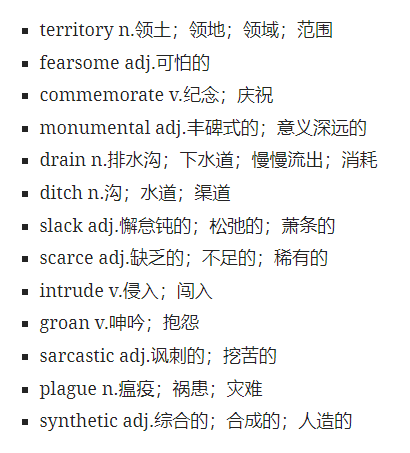 territory n.领土；领地；领域；范围
fearsome adj.可怕的
commemorate v.纪念；庆祝
monumental adj.丰碑式的；意义深远的
drain n.排水沟；下水道；慢慢流出；消耗
ditch n.沟；水道；渠道
slack adj.懈怠钝的；松弛的；萧条的
scarce adj.缺乏的；不足的；稀有的
intrude v.侵入；闯入
groan v.呻吟；抱怨
sarcastic adj.讽刺的；挖苦的
plague n.瘟疫；祸患；灾难
synthetic adj.综合的；合成的；人造的